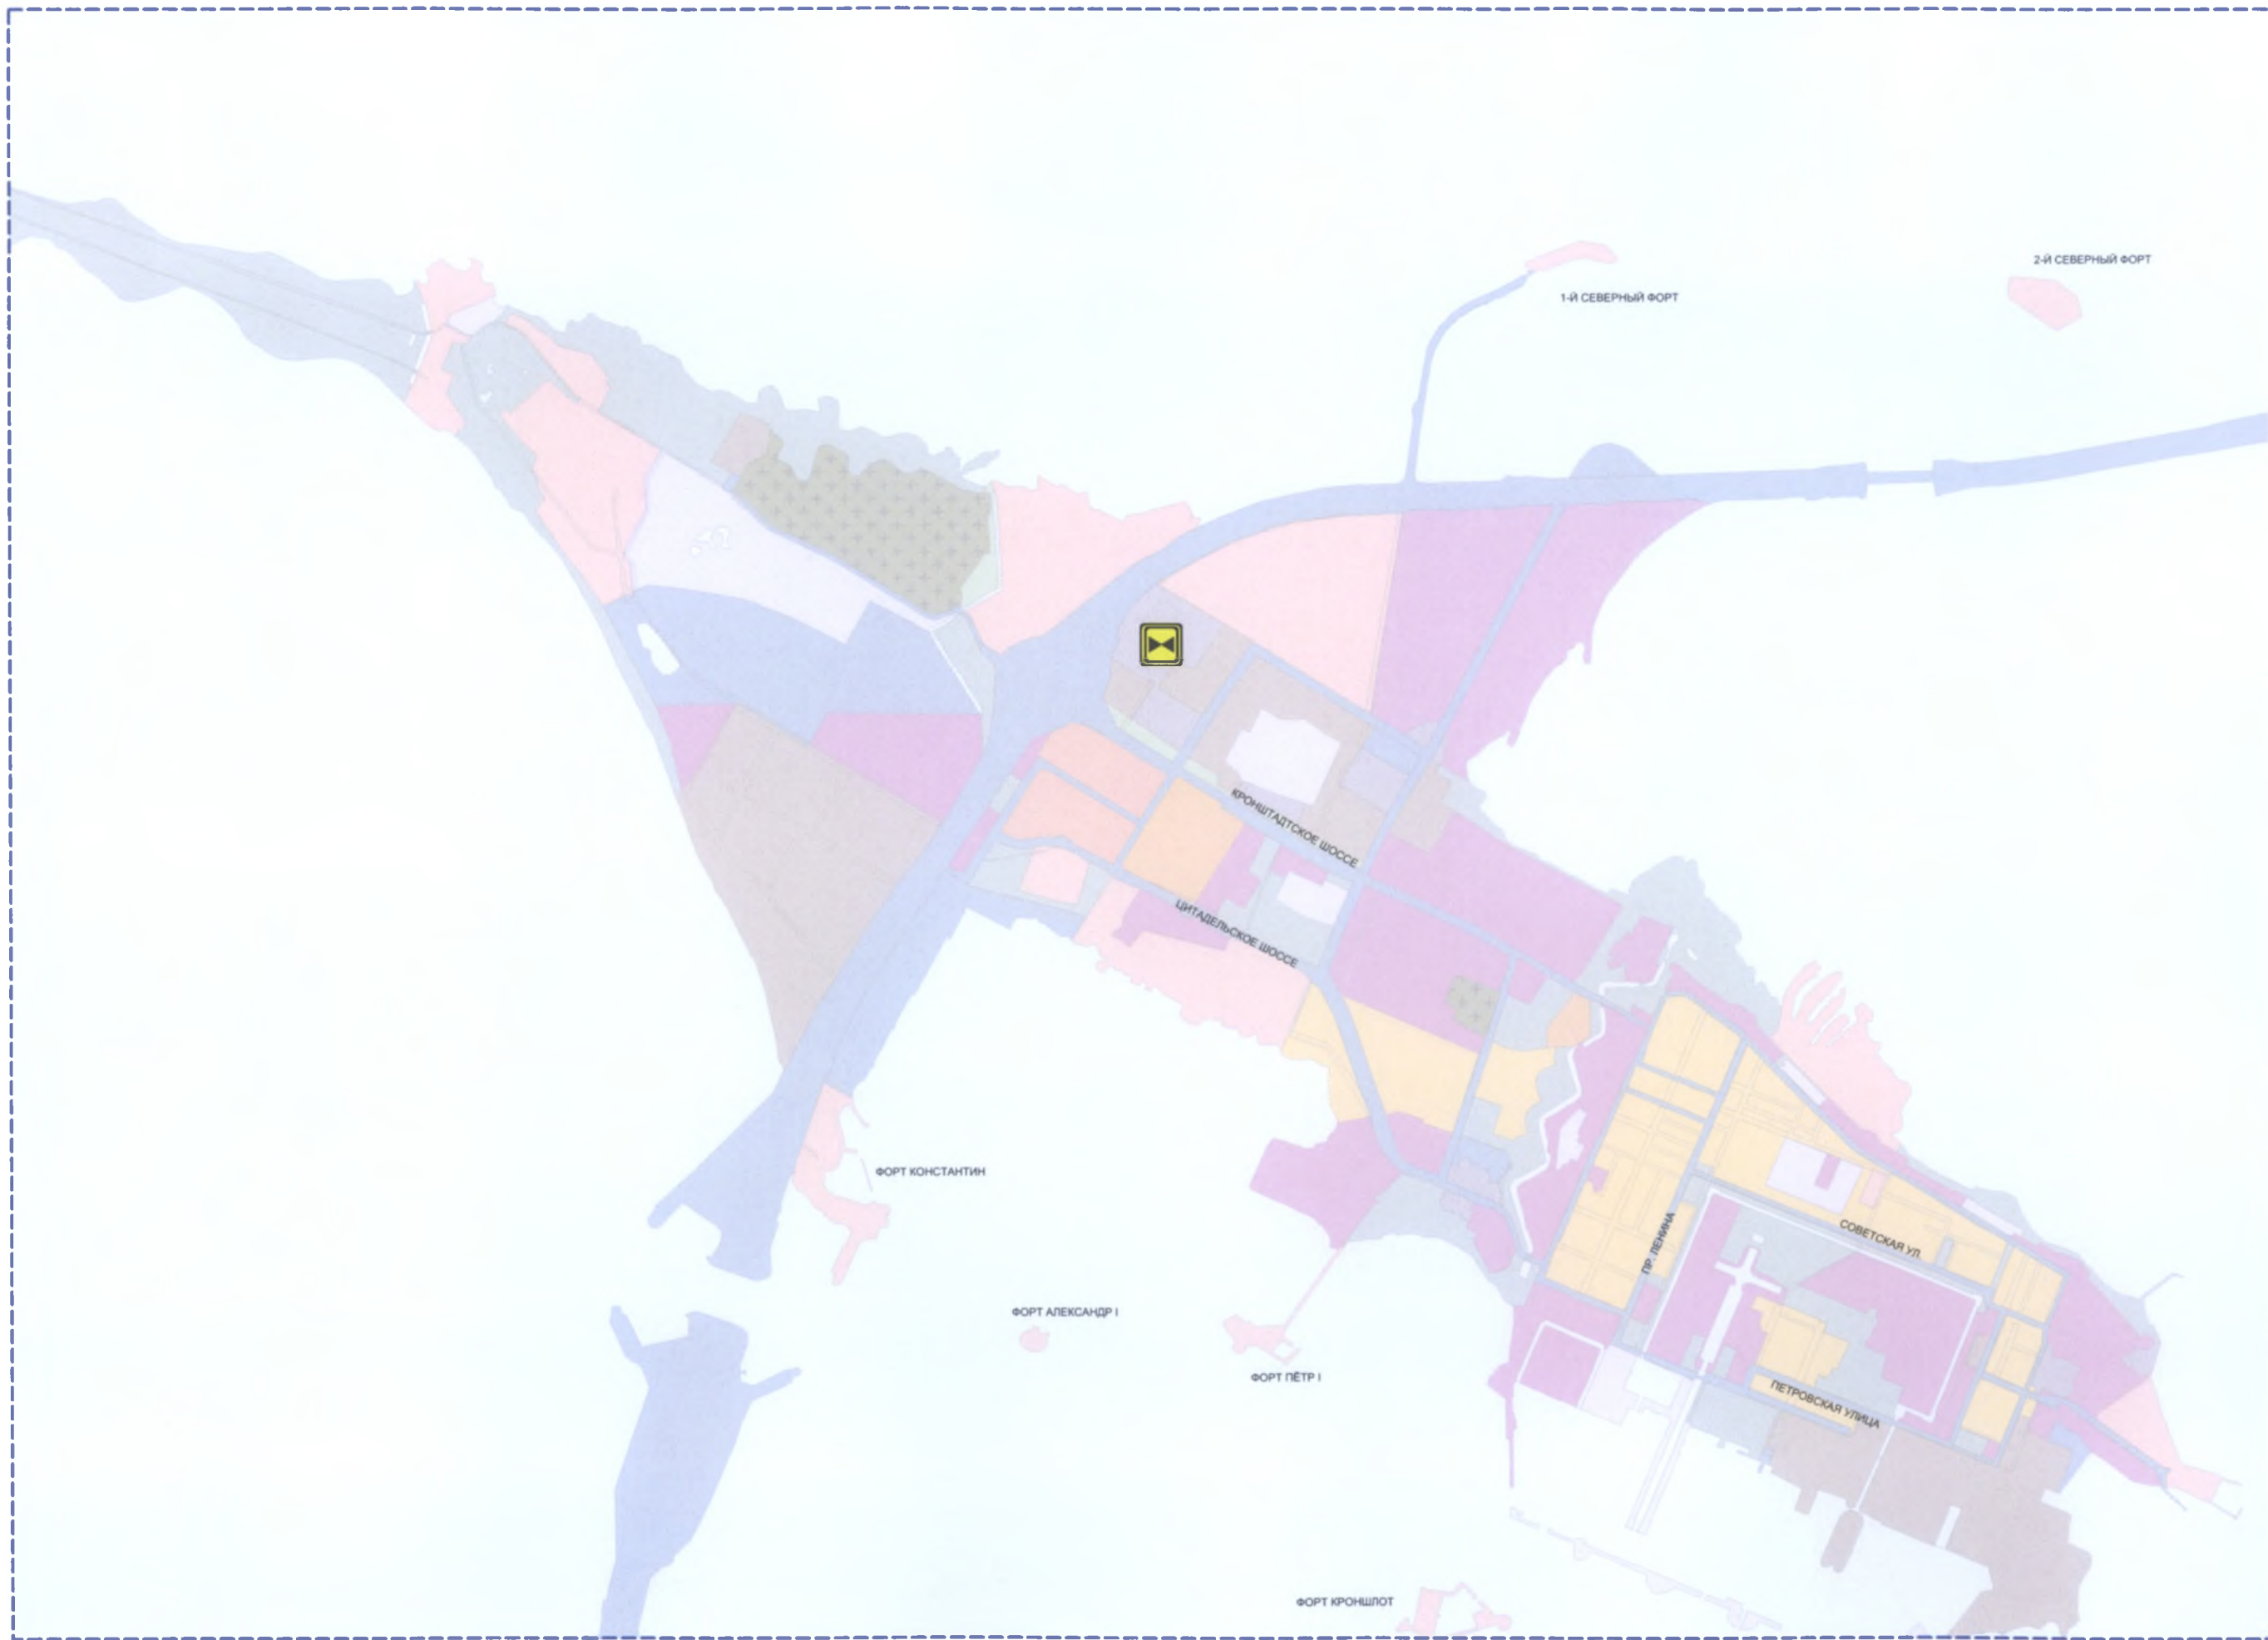 2-Й СЕВЕРНЫЙ ФОРТ
1-Й СЕВЕРНЫЙ ФОРТ
КРОНШТАДТСКОЕ ШОССЕ
ЦИТАДЕЛЬСКОЕ ШОССЕ
ФОРТ КОНСТАНТИН
ПР. ЛЕНИНА
СОВЕТСКАЯ УЛ.
ФОРТ АЛЕКСАНДР I
ФОРТ ПЁТР I
ПЕТРОВСКАЯ УЛИЦА
ФОРТ КРОНШЛОТ